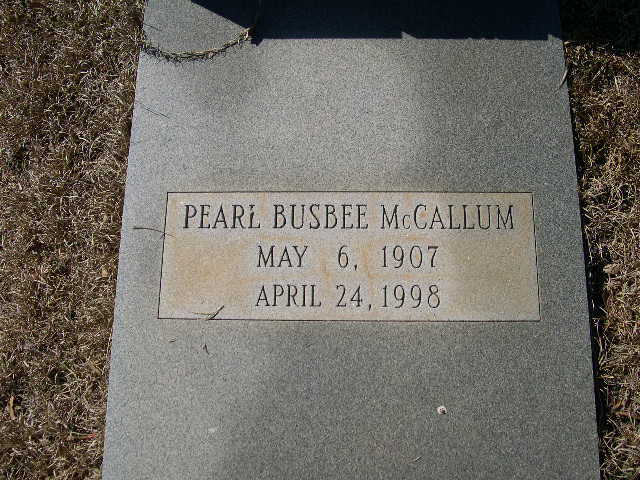 PEARL BUSBEE McCALLUM
MAY 6, 1907
APRIL 24, 1998